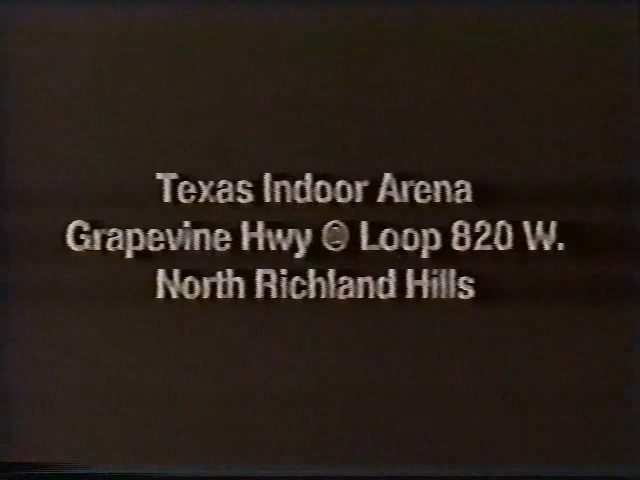 Texas Indoor Arena
Grapevine Hwy @ Loop 820 W.
North Richland Hills